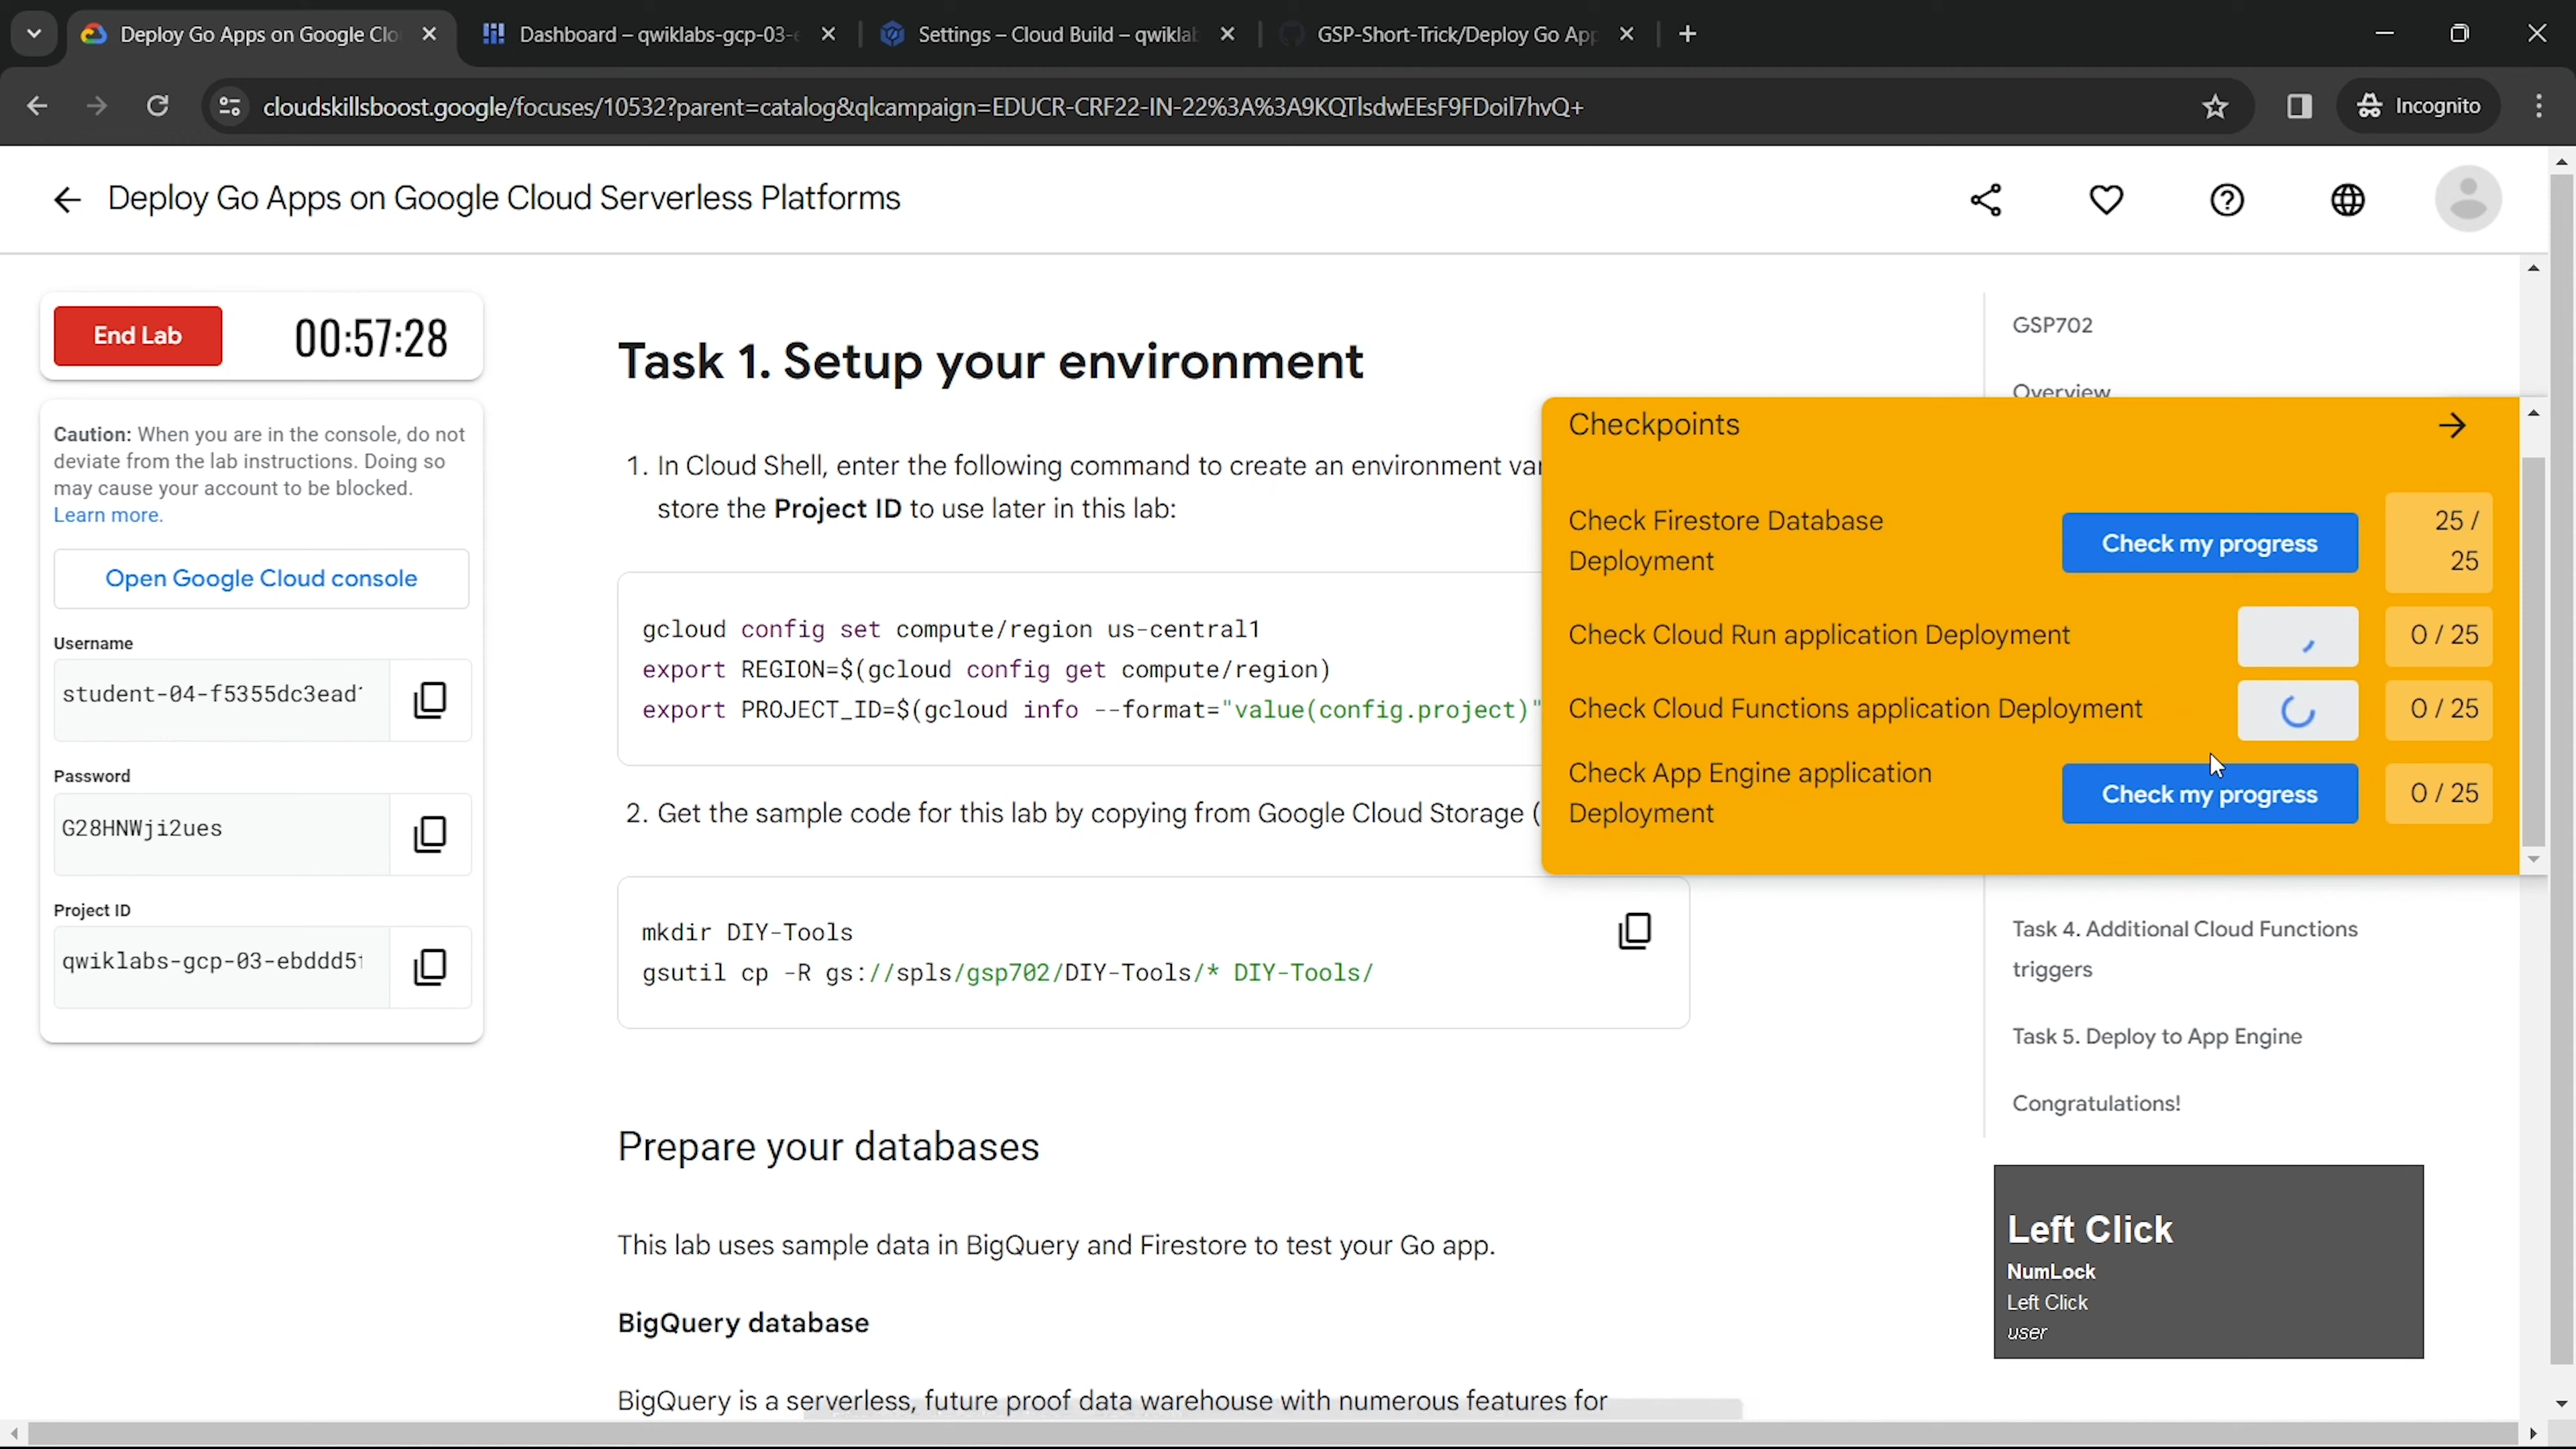 Deploy Go Apps on Google Clo
Dashboard – qwiklabs-gcp-03-e
Settings – Cloud Build – qwiklab
GSP-Short-Trick/Deploy Go App
cloudskillsboost.google/focuses/10532?parent=catalog&qlcampaign=EDUCR-CRF22-IN-22%3A%3A9KQTlsdwEEsF9FDoil7hvQ+
Incognito
Deploy Go Apps on Google Cloud Serverless Platforms
End Lab
00:57:28
Caution: When you are in the console, do not
deviate from the lab instructions. Doing so
may cause your account to be blocked.
Learn more.
Open Google Cloud console
Username
student-04-f5355dc3ead
Password
G28HNWji2ues
Project ID
qwiklabs-gcp-03-ebddd5
Task 1. Setup your environment
1. In Cloud Shell, enter the following command to create an environment var
store the Project ID to use later in this lab:
gcloud config set compute/region us-central1
export REGION=$(gcloud config get compute/region)
export PROJECT_ID=$(gcloud info --format="value(config.project)"
2. Get the sample code for this lab by copying from Google Cloud Storage (
mkdir DIY-Tools
gsutil cp -R gs://spls/gsp702/DIY-Tools/* DIY-Tools/
Prepare your databases
This lab uses sample data in BigQuery and Firestore to test your Go app.
BigQuery database
BigQuery is a serverless, future proof data warehouse with numerous features for
GSP702
Overview
Checkpoints
Check Firestore Database
Deployment
Check my progress
25 /
25
Check Cloud Run application Deployment
0 / 25
Check Cloud Functions application Deployment
0 / 25
Check App Engine application
Deployment
Check my progress
0 / 25
Task 4. Additional Cloud Functions
triggers
Task 5. Deploy to App Engine
Congratulations!
Left Click
NumLock
Left Click
user